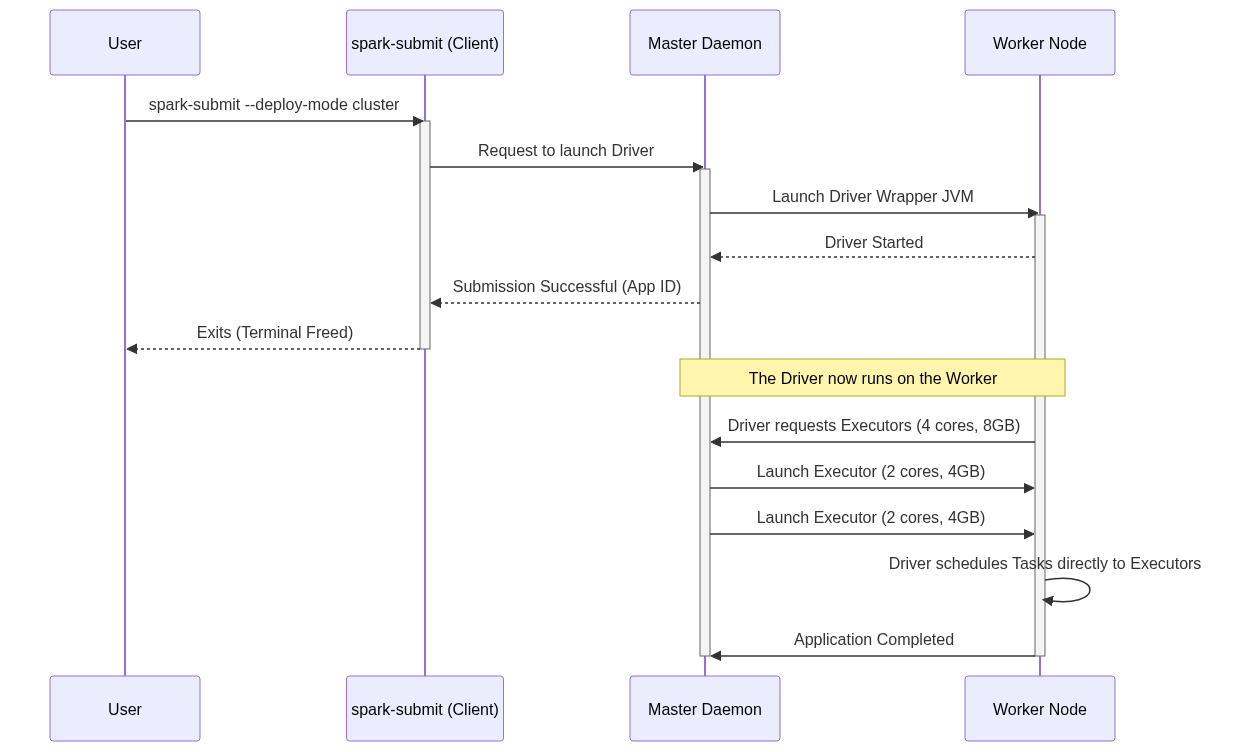 User
spark-submit (Client)
Master Daemon
Worker Node
spark-submit --deploy-mode cluster
Request to launch Driver
Launch Driver Wrapper JVM
Driver Started
Submission Successful (App ID)
Exits (Terminal Freed)
The Driver now runs on the Worker
Driver requests Executors (4 cores, 8GB)
Launch Executor (2 cores, 4GB)
Launch Executor (2 cores, 4GB)
Driver schedules Tasks directly to Executors
Application Completed
User
spark-submit (Client)
Master Daemon
Worker Node